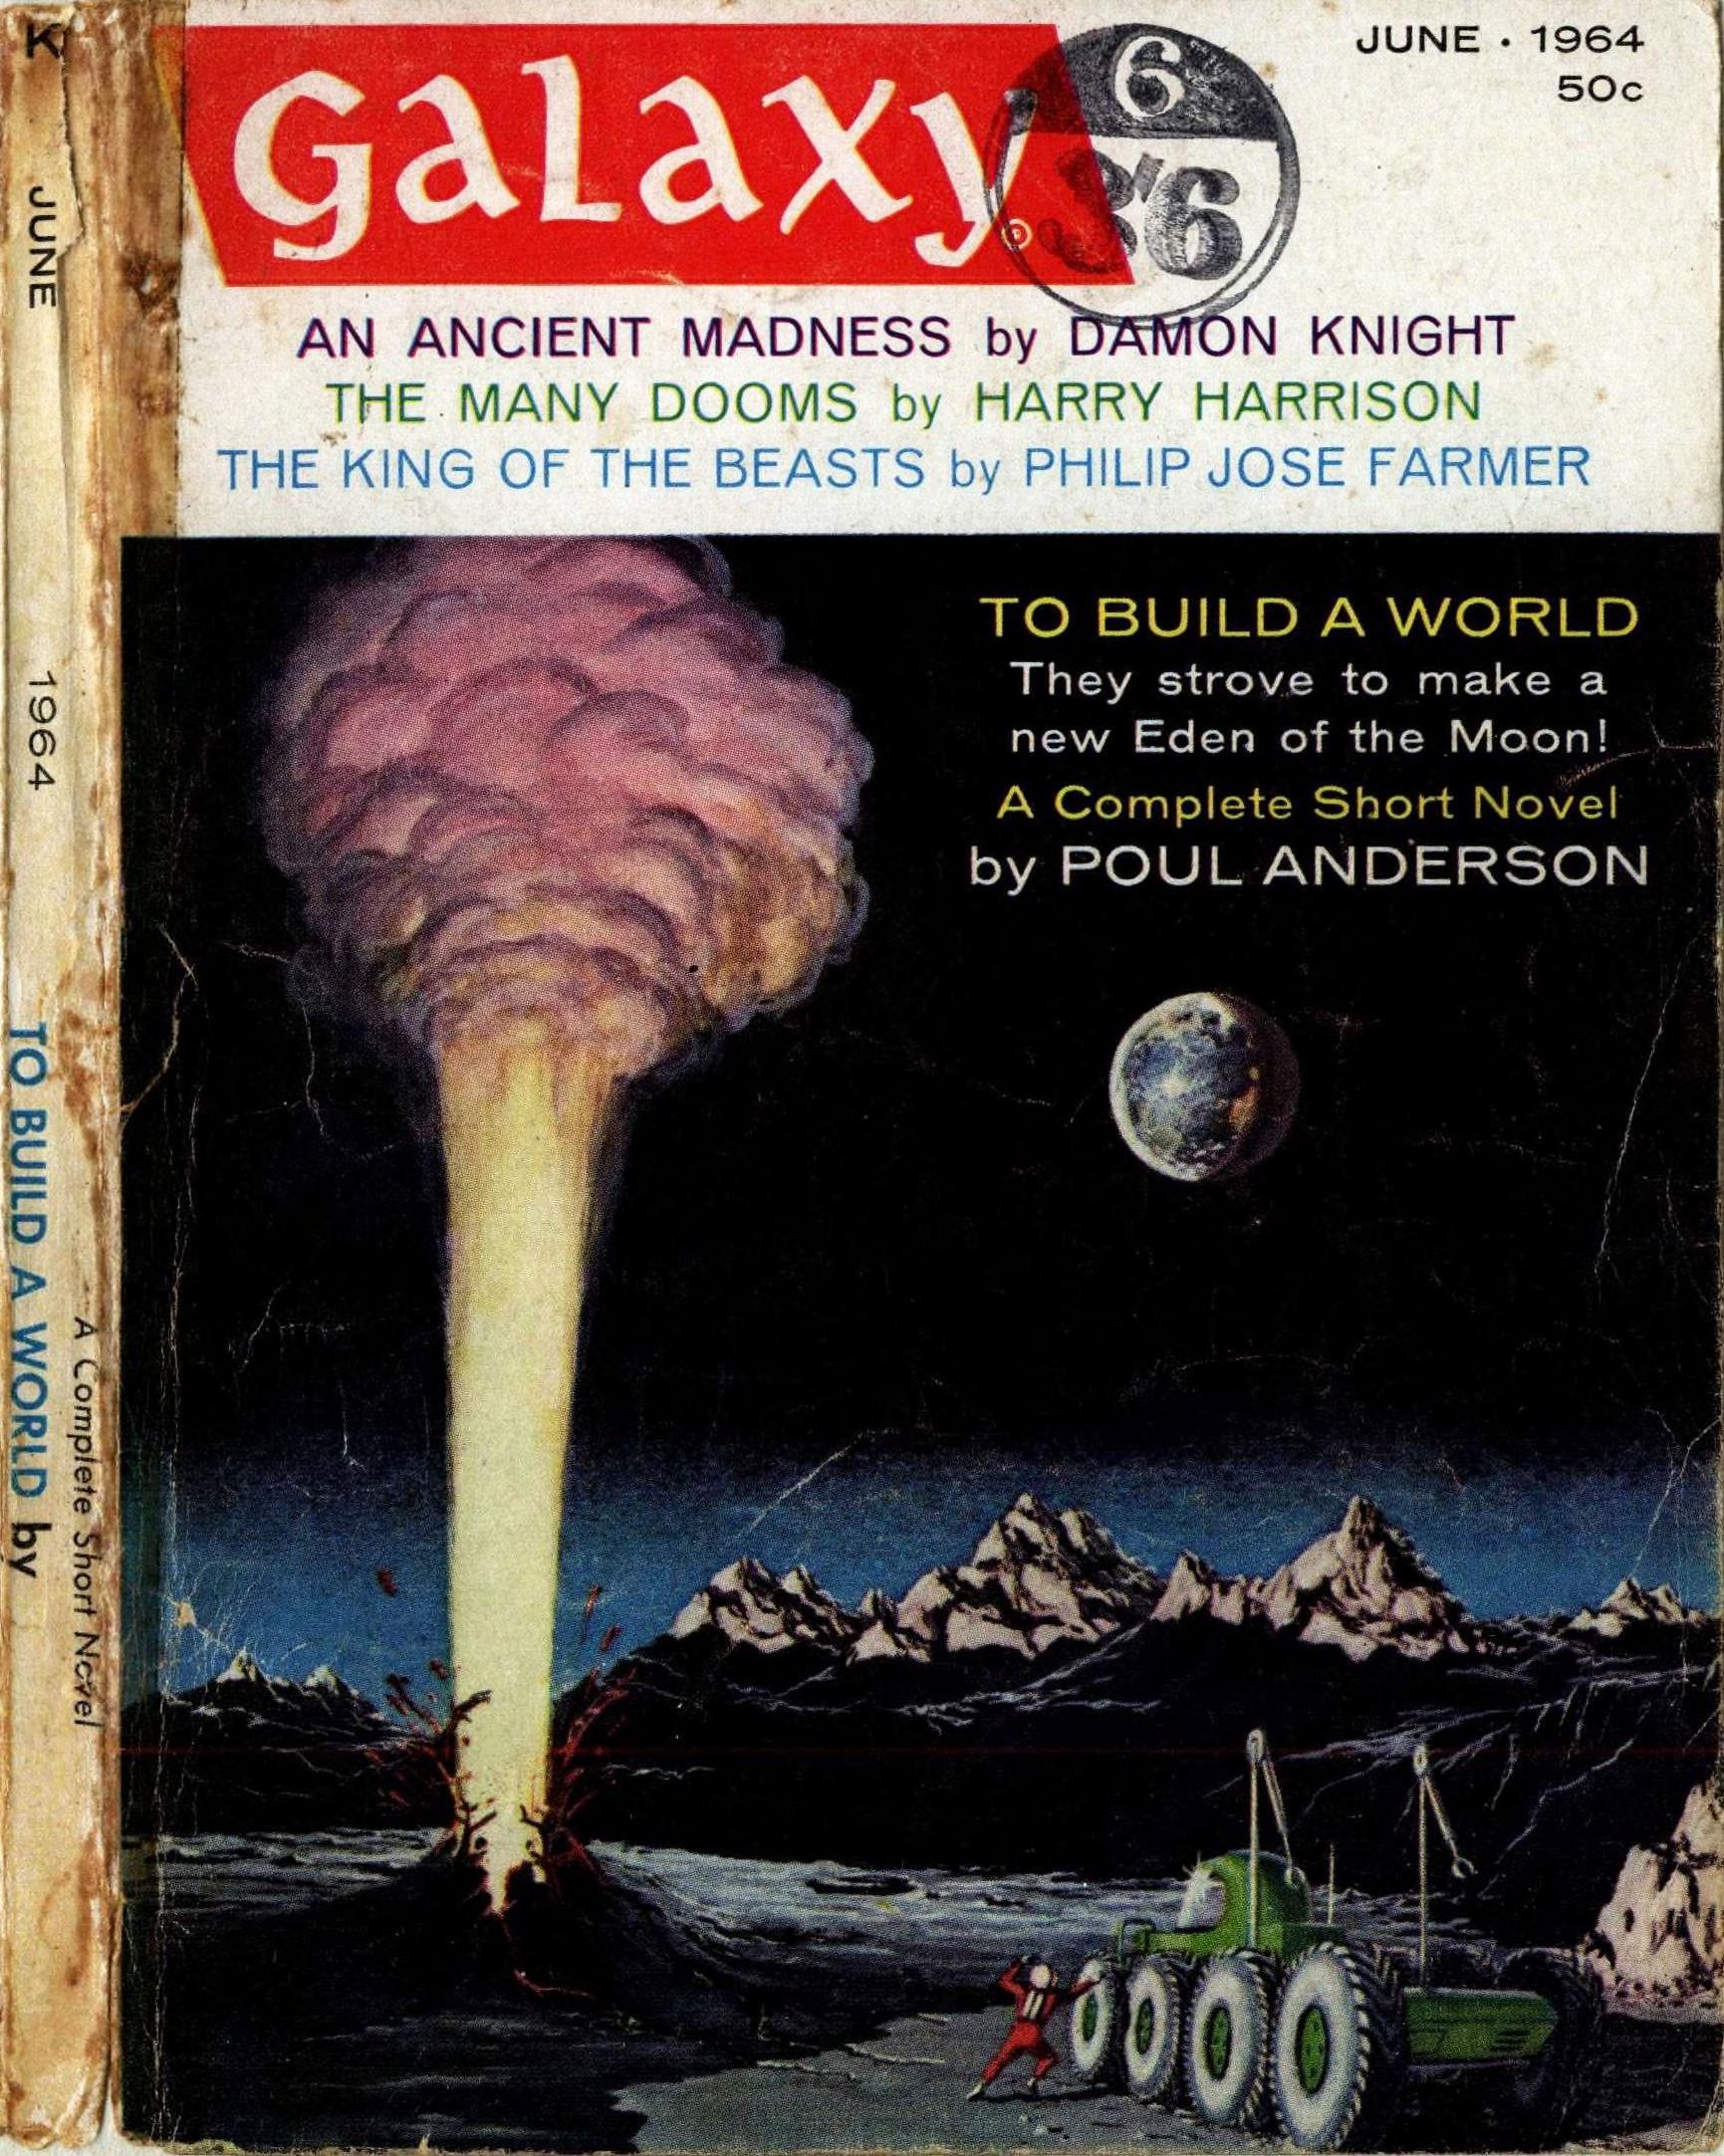 K JUNE 1964 TO BUILD A WORLD by
A Complete Short Novel
Galaxy®
6
3'6
JUNE • 1964
50c
AN ANCIENT MADNESS by DAMON KNIGHT
THE MANY DOOMS by HARRY HARRISON
THE KING OF THE BEASTS by PHILIP JOSE FARMER
TO BUILD A WORLD
They strove to make a
new Eden of the Moon!
A Complete Short Novel
by POUL ANDERSON